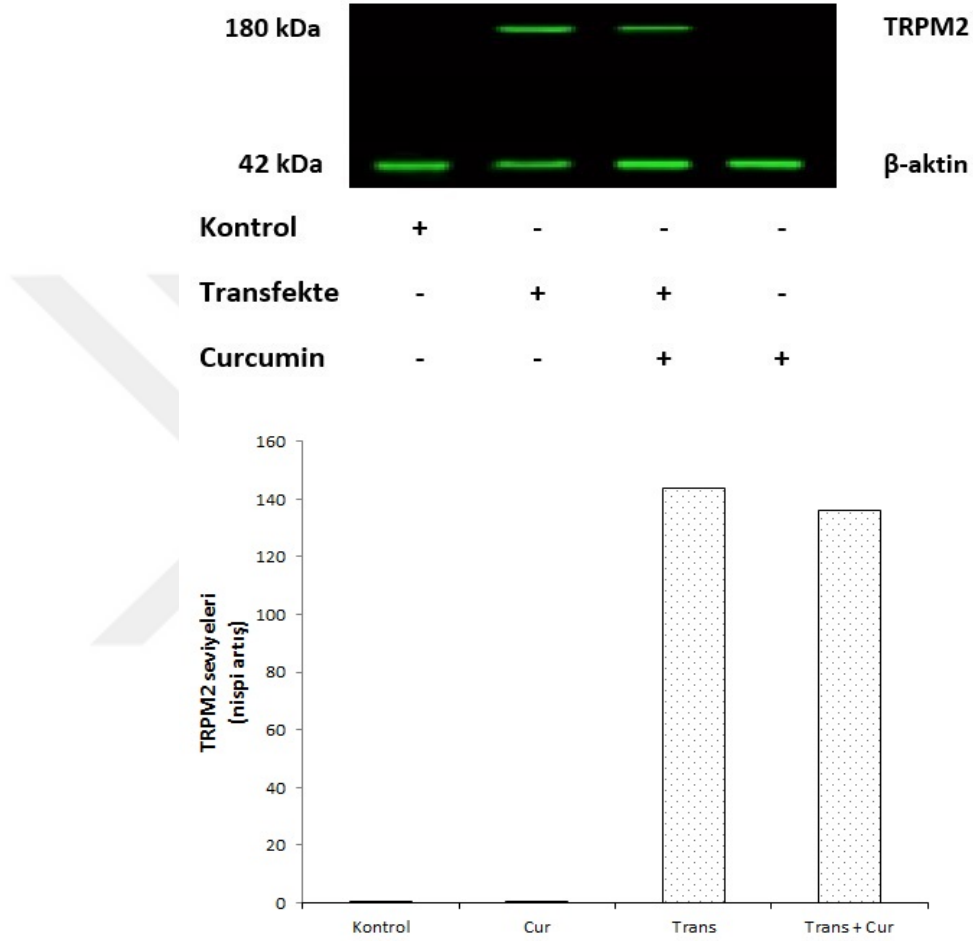 180 kDa TRPM2
42 kDa β-aktin
Kontrol + - - -
Transfekte - + + -
Curcumin - - + +
160
140
120
100
80
60
40
20
0
TRPM2 seviyeleri
(nispi artış)
Kontrol Cur Trans Trans + Cur